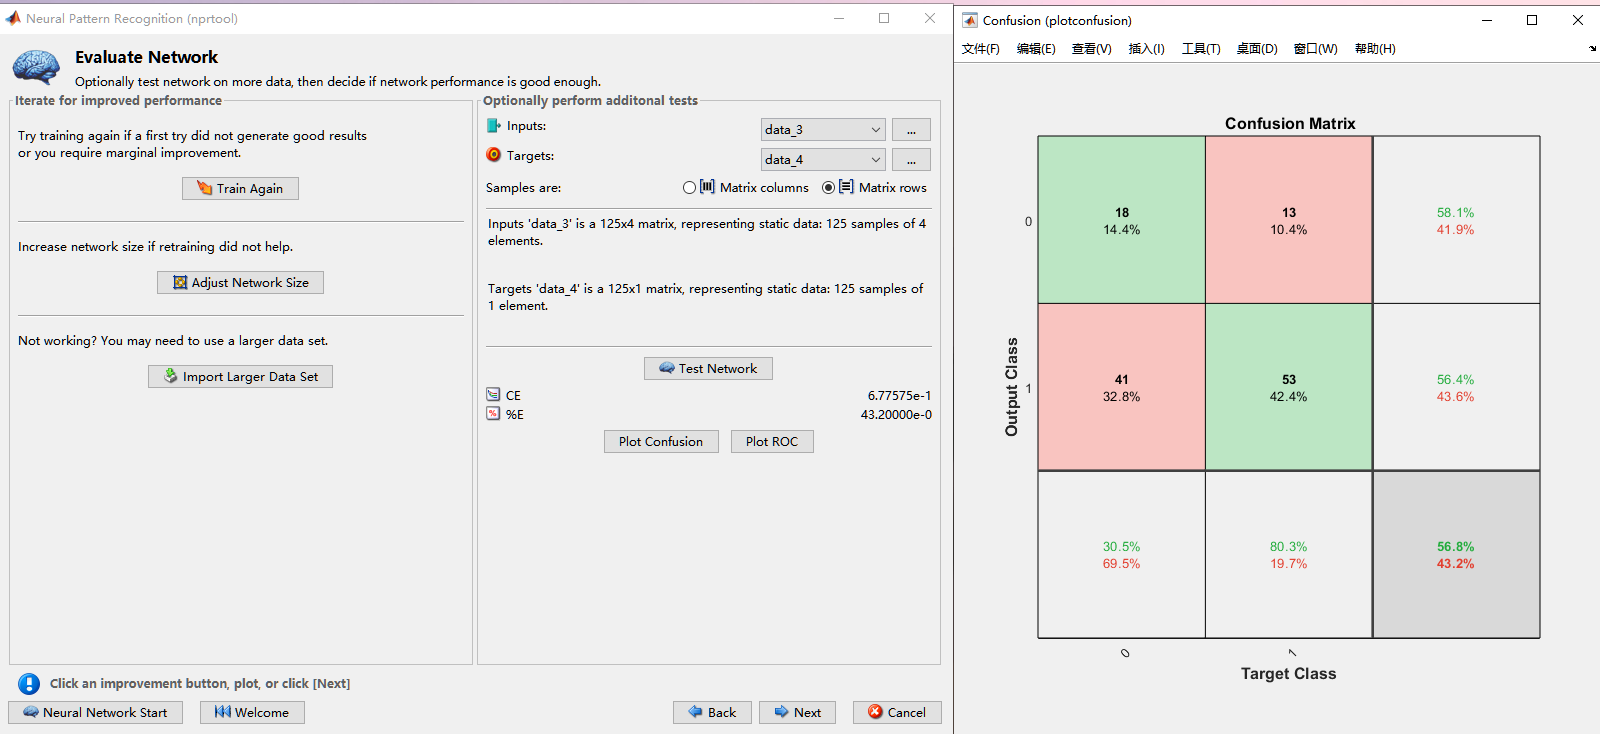 Neural Pattern Recognition (nprtool)
Evaluate Network
Optionally test network on more data, then decide if network performance is good enough.
Iterate for improved performance
Try training again if a first try did not generate good results
or you require marginal improvement.
Train Again
Increase network size if retraining did not help.
Adjust Network Size
Not working? You may need to use a larger data set.
Import Larger Data Set
Optionally perform additonal tests
Inputs:
data_3
...
Targets:
data_4
...
Samples are:
Matrix columns
Matrix rows
Inputs 'data_3' is a 125x4 matrix, representing static data: 125 samples of 4
elements.
Targets 'data_4' is a 125x1 matrix, representing static data: 125 samples of
1 element.
Test Network
CE
6.77575e-1
%E
43.20000e-0
Plot Confusion
Plot ROC
Click an improvement button, plot, or click [Next]
Neural Network Start
Welcome
Back
Next
Cancel
Confusion (plotconfusion)
文件(F) 编辑(E) 查看(V) 插入(I) 工具(T) 桌面(D) 窗口(W) 帮助(H)
Confusion Matrix
Output Class
0
18
14.4%
13
10.4%
58.1%
41.9%
1
41
32.8%
53
42.4%
56.4%
43.6%
30.5%
69.5%
80.3%
19.7%
56.8%
43.2%
0
1
Target Class